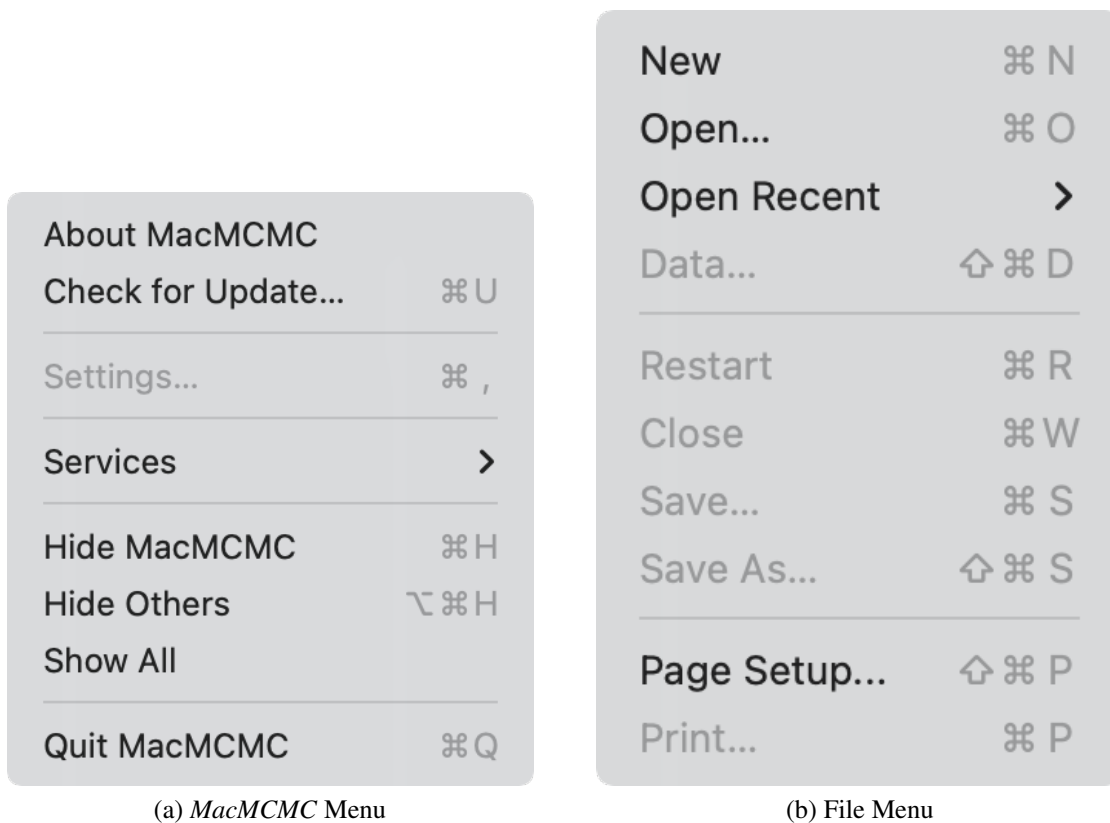 About MacMCMC
Check for Update... ⌘U
Settings... ⌘ ,
Services
Hide MacMCMC ⌘H
Hide Others ⌥⌘H
Show All
Quit MacMCMC ⌘Q
(a) MacMCMC Menu
New ⌘ N
Open... ⌘ O
Open Recent
Data... ⇧⌘ D
Restart ⌘ R
Close ⌘W
Save... ⌘ S
Save As... ⇧⌘ S
Page Setup... ⇧⌘ P
Print... ⌘ P
(b) File Menu